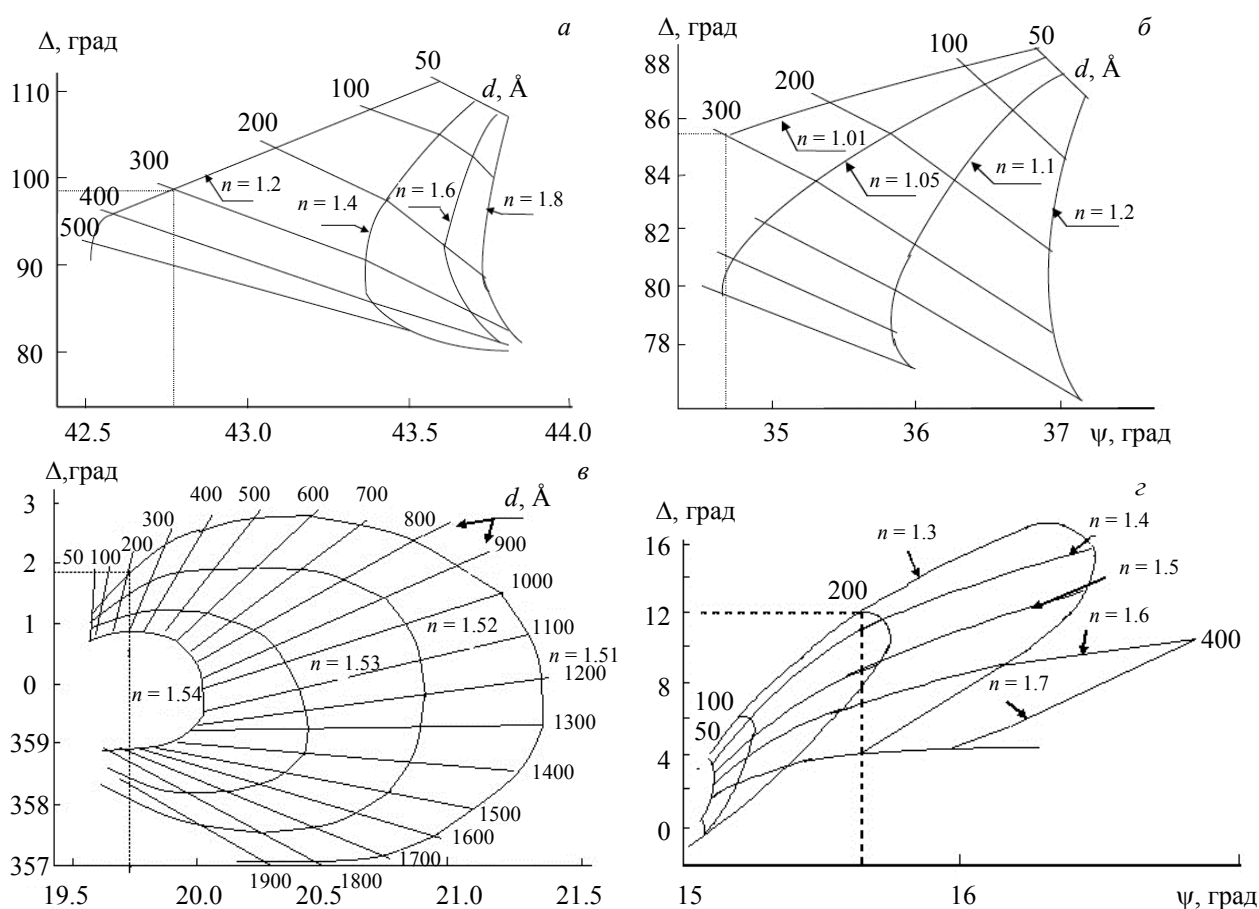 а
Δ, град
50
d, Å
110
100
200
300
100
n = 1.2
n = 1.4
n = 1.6
n = 1.8
400
500
90
80
42.5 43.0 43.5 44.0
б
Δ, град
50
100
d, Å
88
200
300
86
n = 1.01
n = 1.1
84
n = 1.05
n = 1.2
82
80
78
35 36 37 ψ, град
в
Δ,град
3
400 500 600 700
d, Å
800
300
200
50 100
900
2
1000
1
n = 1.52
1100
n = 1.53
n = 1.51
0
n = 1.54
1200
1300
359
1400
358
1500
1600
1700
357
1900 1800
19.5 20.0 20.5 21.0 21.5
г
Δ, град
16
n = 1.3
n = 1.4
200
n = 1.5
12
n = 1.6
400
8
n = 1.7
100
50
4
0
15 16 ψ, град